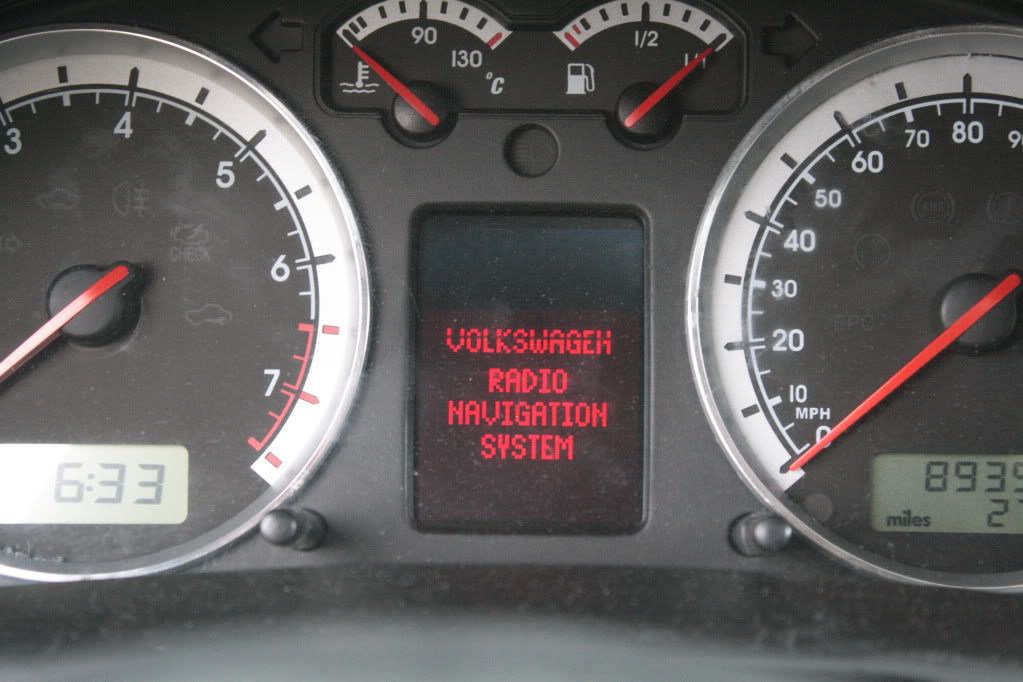 90
130
°C
1/2
1/1
3
4
5
6
7
CHECK
6:33
VOLKSWAGEN
RADIO
NAVIGATION
SYSTEM
0
10
20
30
40
50
60
70
80
MPH
ABS
EPC
miles